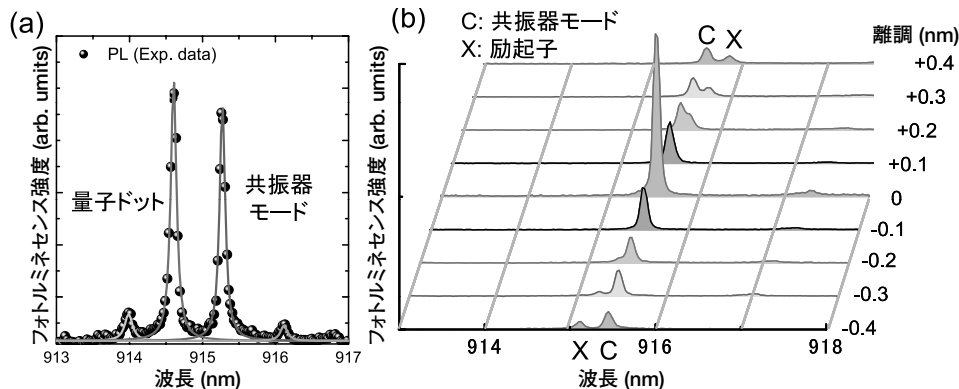 (a)
PL (Exp. data)
量子ドット
共振器
モード
フォトルミネセンス強度 (arb. umits)
913
914
915
916
917
波長 (nm)
(b)
C: 共振器モード
X: 励起子
フォトルミネセンス強度 (arb. umits)
C X
離調 (nm)
+0.4
+0.3
+0.2
+0.1
0
-0.1
-0.2
-0.3
-0.4
X C
914
916
918
波長 (nm)